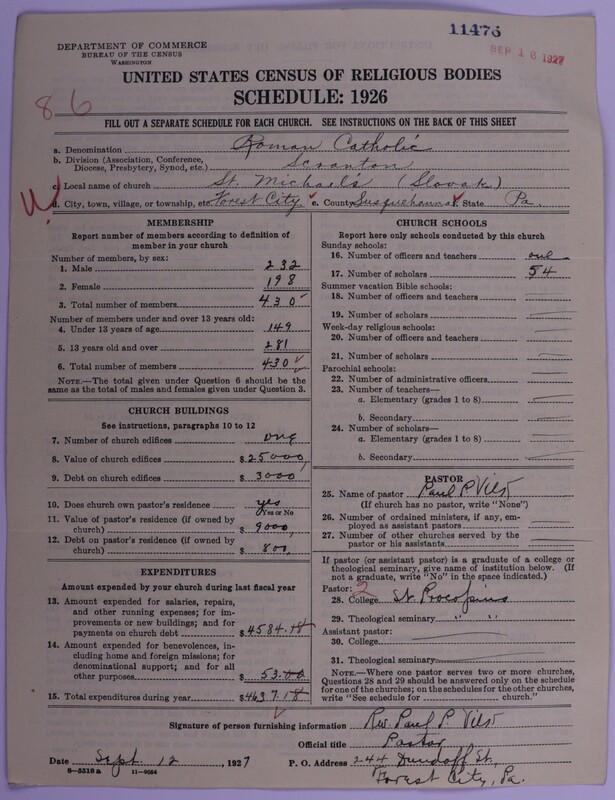 11476
SEP 16 1927
DEPARTMENT OF COMMERCE
BUREAU OF THE CENSUS
WASHINGTON
UNITED STATES CENSUS OF RELIGIOUS BODIES
SCHEDULE: 1926
86
FILL OUT A SEPARATE SCHEDULE FOR EACH CHURCH. SEE INSTRUCTIONS ON THE BACK OF THIS SHEET
a. Denomination Roman Catholic
b. Division (Association, Conference, Diocese, Presbytery, Synod, etc.) Scranton
c. Local name of church St. Michael's (Slovak)
d. City, town, village, or township, etc. Forest City e. County Susquehanna f. State Pa.
MEMBERSHIP
Report number of members according to definition of member in your church
Number of members, by sex:
1. Male 232
2. Female 198
3. Total number of members 430
Number of members under and over 13 years old:
4. Under 13 years of age 149
5. 13 years old and over 281
6. Total number of members 430
NOTE.—The total given under Question 6 should be the same as the total of males and females given under Question 3.
CHURCH BUILDINGS
See instructions, paragraphs 10 to 12
7. Number of church edifices one
8. Value of church edifices $25000,
9. Debt on church edifices $3000
10. Does church own pastor's residence? yes
Yes or No
11. Value of pastor's residence (if owned by church) $9000,
12. Debt on pastor's residence (if owned by church) $800,
EXPENDITURES
Amount expended by your church during last fiscal year
13. Amount expended for salaries, repairs, and other running expenses; for improvements or new buildings; and for payments on church debt $4584.18
14. Amount expended for benevolences, including home and foreign missions; for denominational support; and for all other purposes $53.00
15. Total expenditures during year $4637.18
CHURCH SCHOOLS
Report here only schools conducted by this church
Sunday schools:
16. Number of officers and teachers one
17. Number of scholars 54
Summer vacation Bible schools:
18. Number of officers and teachers
19. Number of scholars
Week-day religious schools:
20. Number of officers and teachers
21. Number of scholars
Parochial schools:
22. Number of administrative officers
23. Number of teachers—
a. Elementary (grades 1 to 8)
b. Secondary
24. Number of scholars—
a. Elementary (grades 1 to 8)
b. Secondary
PASTOR
25. Name of pastor Paul P.
(If church has no pastor, write "None")
26. Number of ordained ministers, if any, employed as assistant pastors
27. Number of other churches served by the pastor or his assistants
If pastor (or assistant pastor) is a graduate of a college or theological seminary, give name of institution below. (If not a graduate, write "No" in the space indicated.)
Pastor: 2
28. College St. Procopius
29. Theological seminary " "
Assistant pastor:
30. College
31. Theological seminary
NOTE.—Where one pastor serves two or more churches, Questions 28 and 29 should be answered only on the schedule for one of the churches; on the schedules for the other churches, write "See schedule for church."
Signature of person furnishing information Rev. Paul P.
Official title Pastor
Date Sept. 12, 1927 P. O. Address 244 Dundaff St,
Forest City, Pa.
8—5318a 11—9054